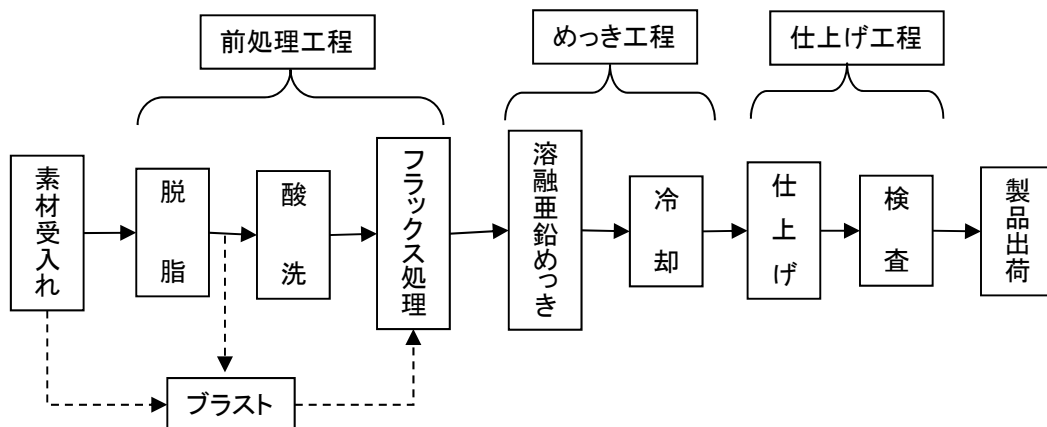 前処理工程
めっき工程
仕上げ工程
素材受入れ
脱脂
酸洗
フラックス処理
溶融亜鉛めっき
冷却
仕上げ
検査
製品出荷
ブラスト